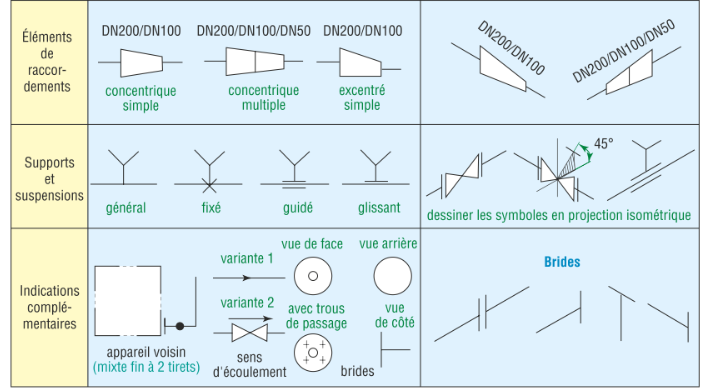 Éléments
de
raccor-
dements
DN200/DN100
DN200/DN100/DN50
DN200/DN100
concentrique
simple
concentrique
multiple
excentré
simple
DN200/DN100
DN200/DN100/DN50
Supports
et
suspensions
général
fixé
guidé
glissant
45°
dessiner les symboles en projection isométrique
Indications
complé-
mentaires
appareil voisin
(mixte fin à 2 tirets)
variante 1
variante 2
sens
d'écoulement
vue de face
vue arrière
avec trous
de passage
vue
de côté
brides
Brides